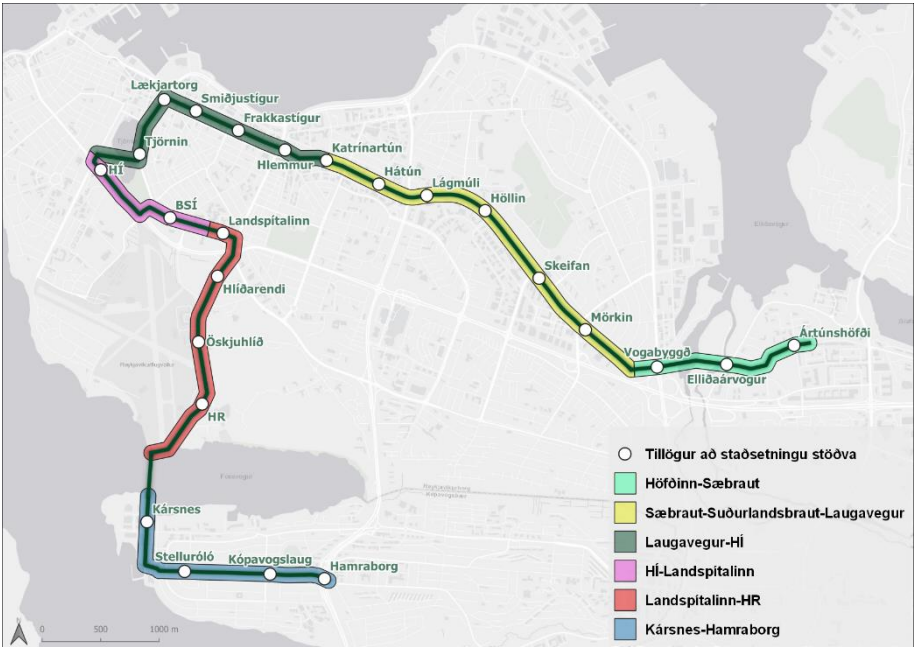 Lækjartorg
Smiðjustígur
Frakkastígur
Tjörnin
Hlemmur
Katrínartún
HÍ
Hátún
Lágmúli
Höllin
BSÍ
Landspítalinn
Hlíðarendi
Skeifan
Öskjuhlíð
Mörkin
Vogabyggð
Elliðaárvogur
Ártúnshöfði
HR
Kársnes
Stelluróló
Kópavogslaug
Hamraborg
Tillögur að staðsetningu stöðva
Höfðinn-Sæbraut
Sæbraut-Suðurlandsbraut-Laugavegur
Laugavegur-HÍ
HÍ-Landspítalinn
Landspítalinn-HR
Kársnes-Hamraborg
N
0 500 1000 m